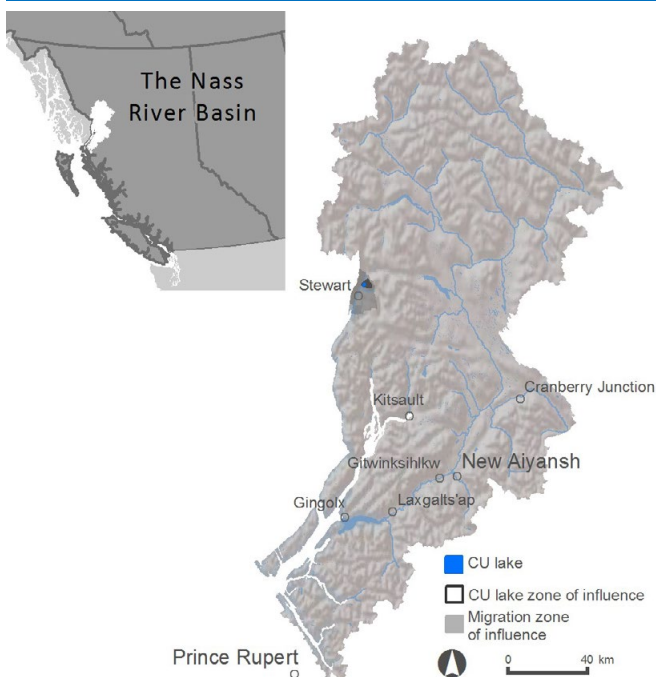 The Nass
River Basin
Stewart
Cranberry Junction
Kitsault
Gitwinksihlkw
New Aiyansh
Gingolx
Laxgalts'ap
CU lake
CU lake zone of influence
Migration zone
of influence
Prince Rupert
0 40 km